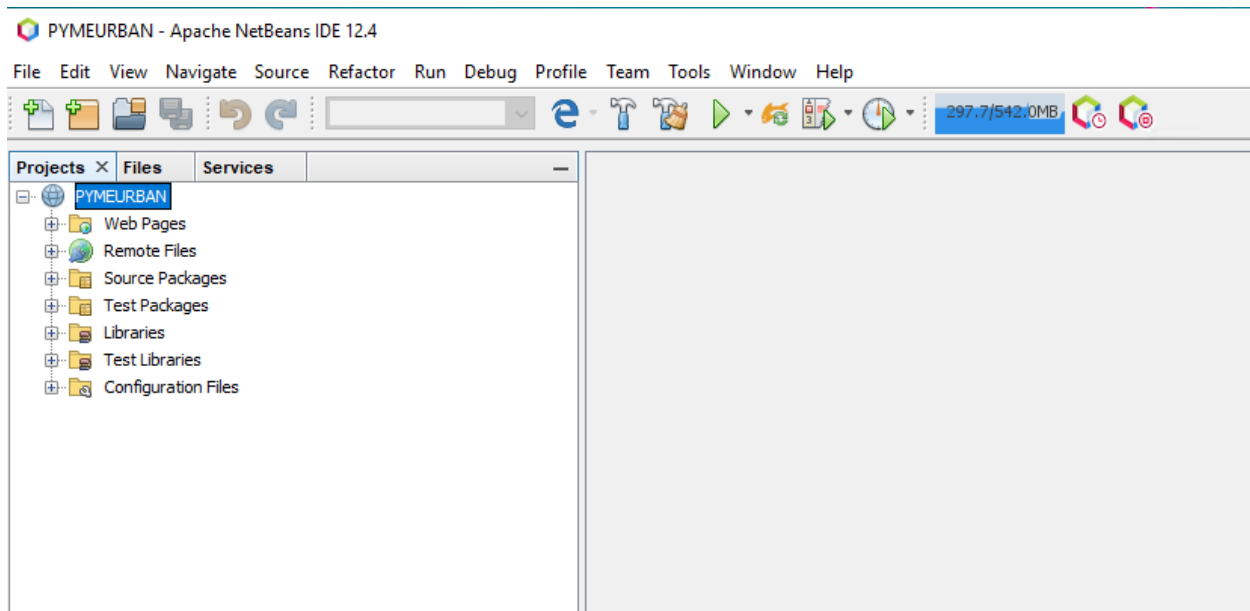 PYMEURBAN - Apache NetBeans IDE 12.4
File Edit View Navigate Source Refactor Run Debug Profile Team Tools Window Help
297.7/542.0MB
Projects Files Services
PYMEURBAN
Web Pages
Remote Files
Source Packages
Test Packages
Libraries
Test Libraries
Configuration Files